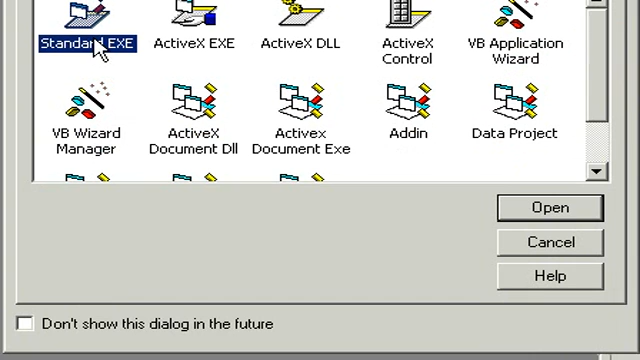 Standard EXE
ActiveX EXE
ActiveX DLL
ActiveX
Control
VB Application
Wizard
VB Wizard
Manager
ActiveX
Document Dll
Activex
Document Exe
Addin
Data Project
Open
Cancel
Help
Don't show this dialog in the future